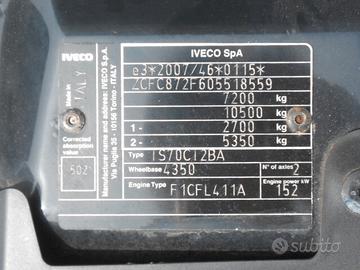 IVECO
Made in
ITALY
Corrected
absorption
value
502
Manufacturer name and address: IVECO S.p.A.
Via Puglia 35 - 10156 Torino - ITALY
IVECO SpA
e3*2007/46*0115*
ZCFC872F605518559
7200 kg
10500 kg
1- 2700 kg
2- 5350 kg
Type IS70CI2BA
N° of axles 2
Wheelbase 4350
Engine power kW
Engine Type F1CFL411A 152
subito